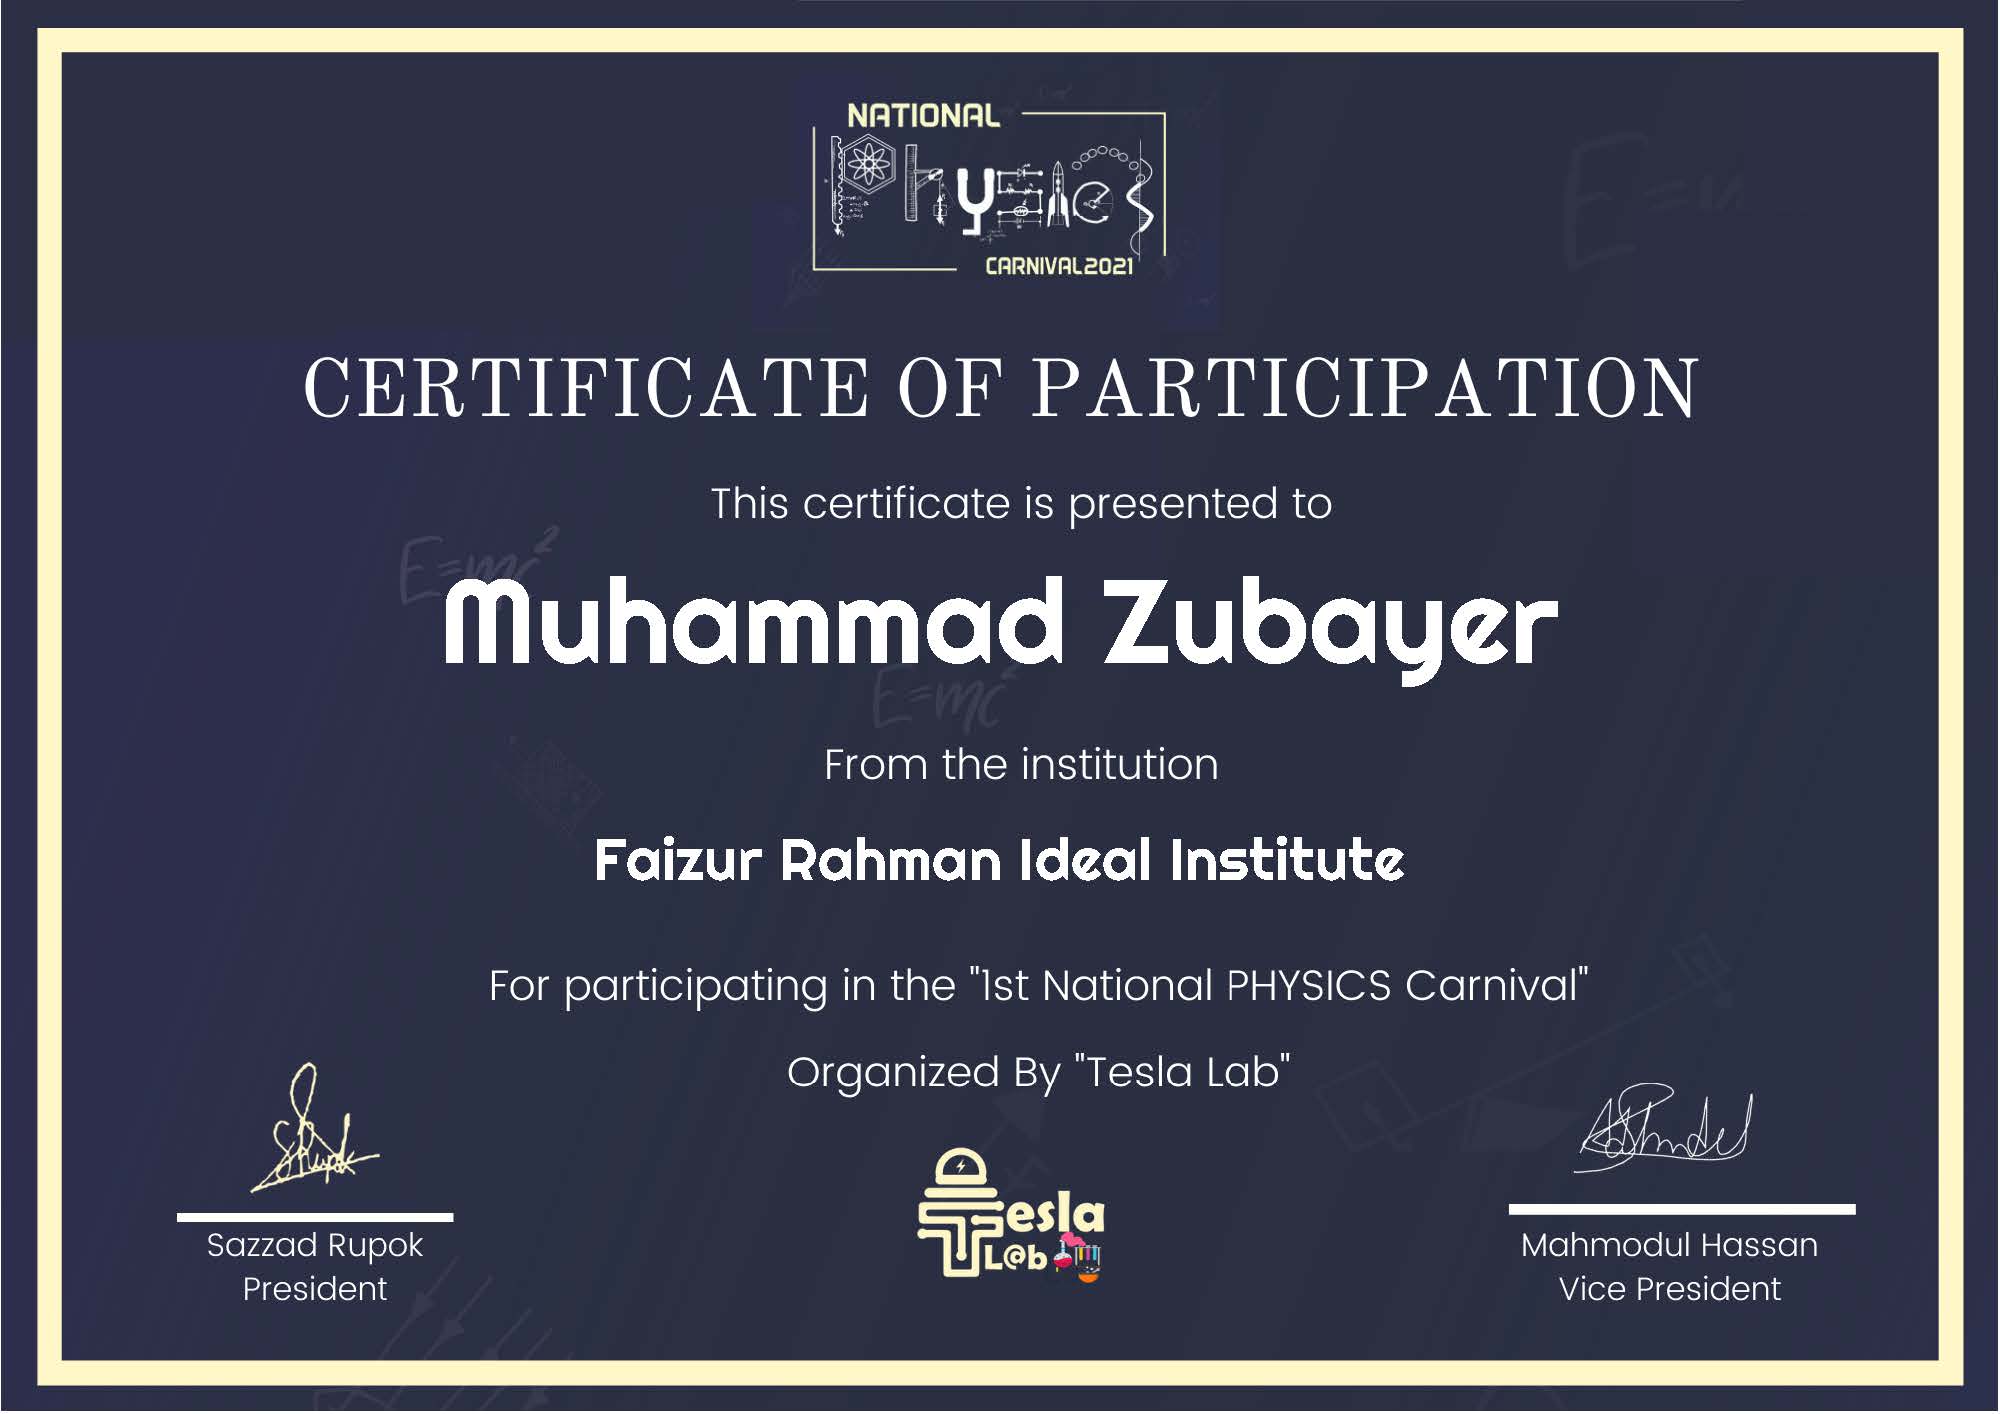 NATIONAL
Physics
CARNIVAL2021
CERTIFICATE OF PARTICIPATION
This certificate is presented to
E=mc²
Muhammad Zubayer
E=mc²
From the institution
Faizur Rahman Ideal Institute
For participating in the "1st National PHYSICS Carnival"
Organized By "Tesla Lab"
Tesla
L@b
Sazzad Rupok
President
Mahmodul Hassan
Vice President